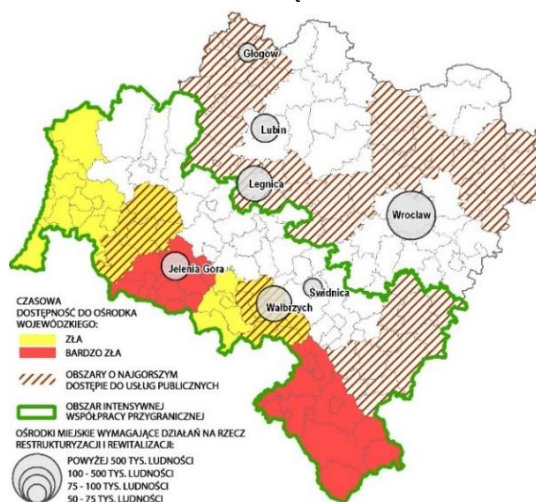 Głogów
Lubin
Legnica
Wrocław
Jelenia Góra
Świdnica
Wałbrzych
CZASOWA
DOSTĘPNOŚĆ DO OŚRODKA
WOJEWÓDZKIEGO:
ZŁA
BARDZO ZŁA
OBSZARY O NAJGORSZYM
DOSTĘPIE DO USŁUG PUBLICZNYCH
OBSZAR INTENSYWNEJ
WSPÓŁPRACY PRZYGRANICZNEJ
OŚRODKI MIEJSKIE WYMAGAJĄCE DZIAŁAŃ NA RZECZ
RESTRUKTURYZACJI I REWITALIZACJI:
POWYŻEJ 500 TYS. LUDNOŚCI
100 - 500 TYS. LUDNOŚCI
75 - 100 TYS. LUDNOŚCI
50 - 75 TYS. LUDNOŚCI